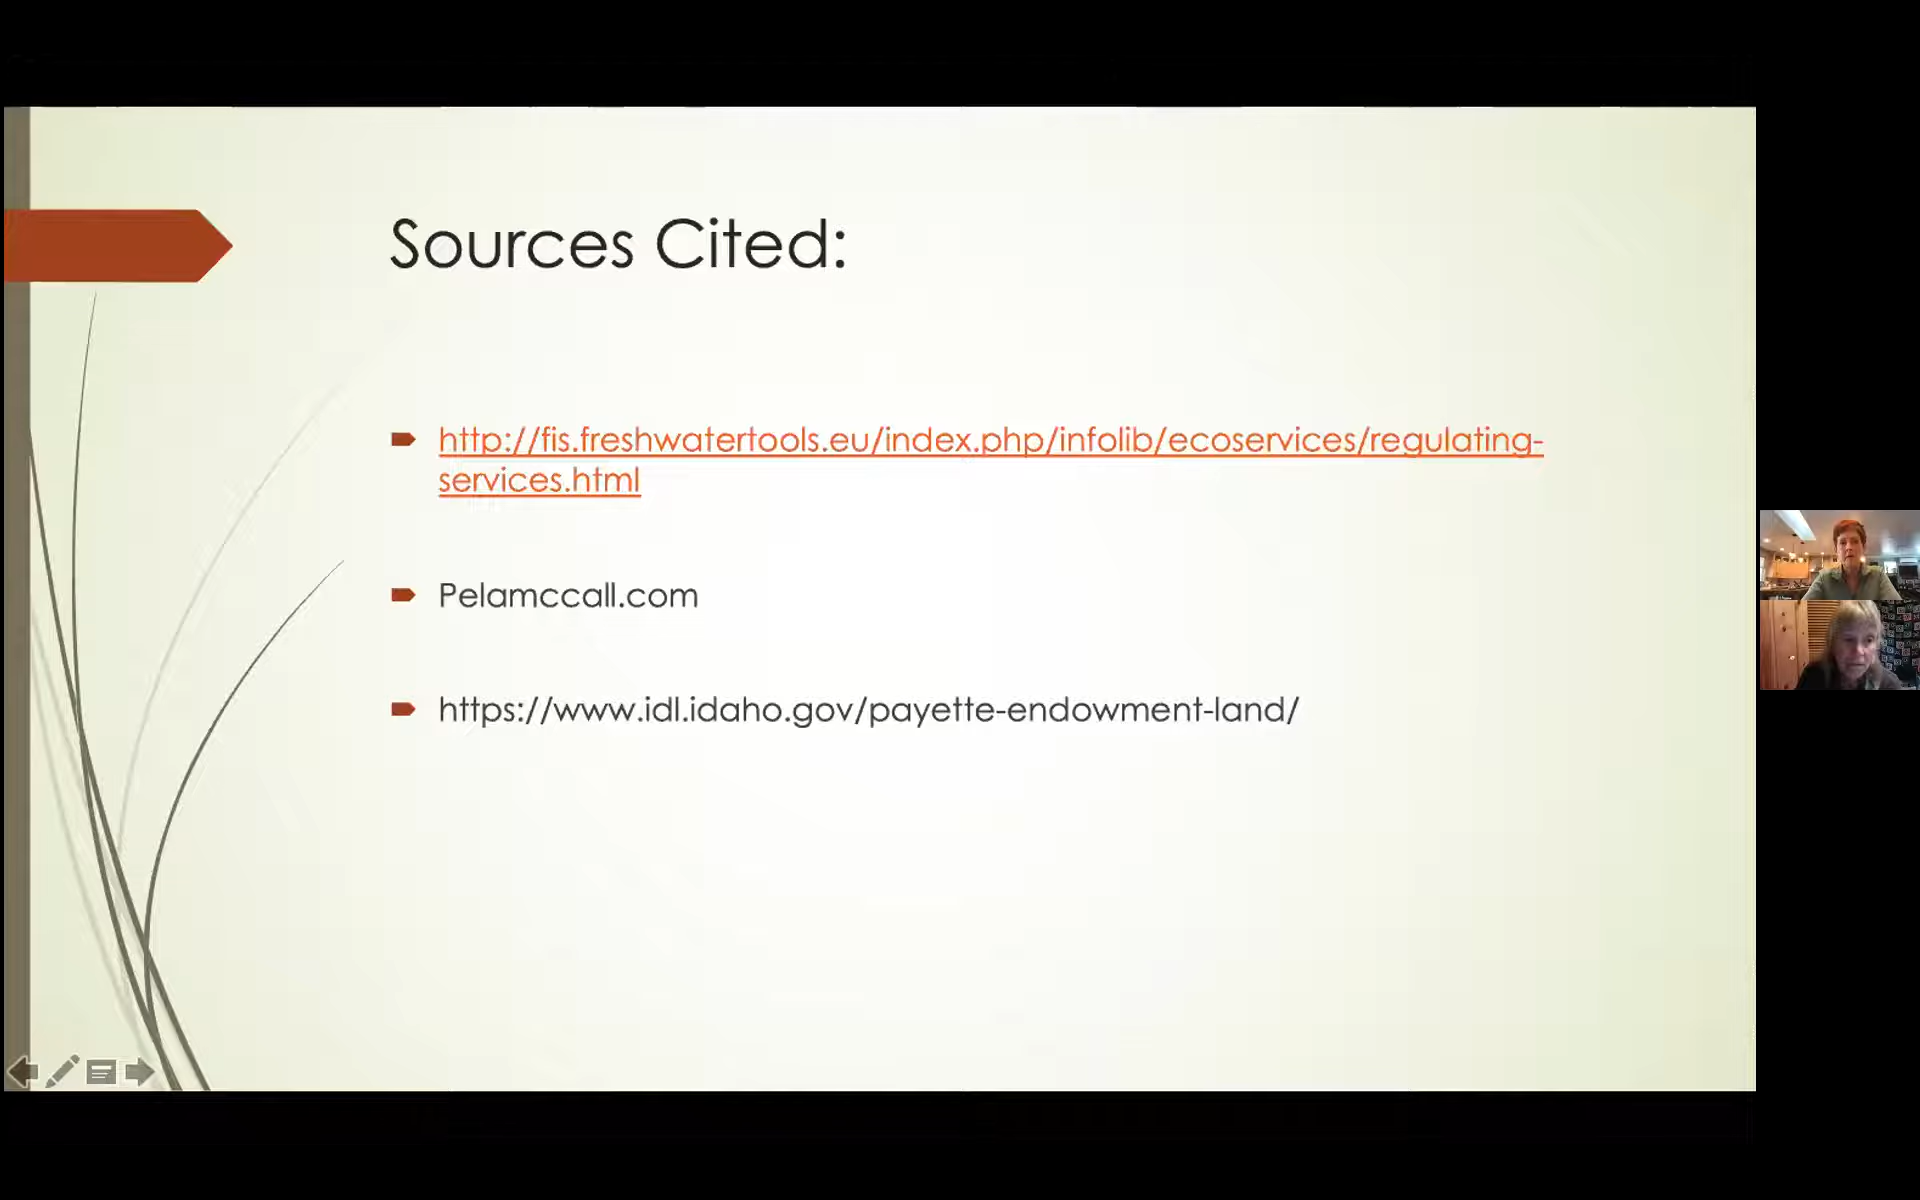 Sources Cited:
http://fis.freshwatertools.eu/index.php/infolib/ecoservices/regulating-
services.html
Pelamccall.com
https://www.idl.idaho.gov/payette-endowment-land/